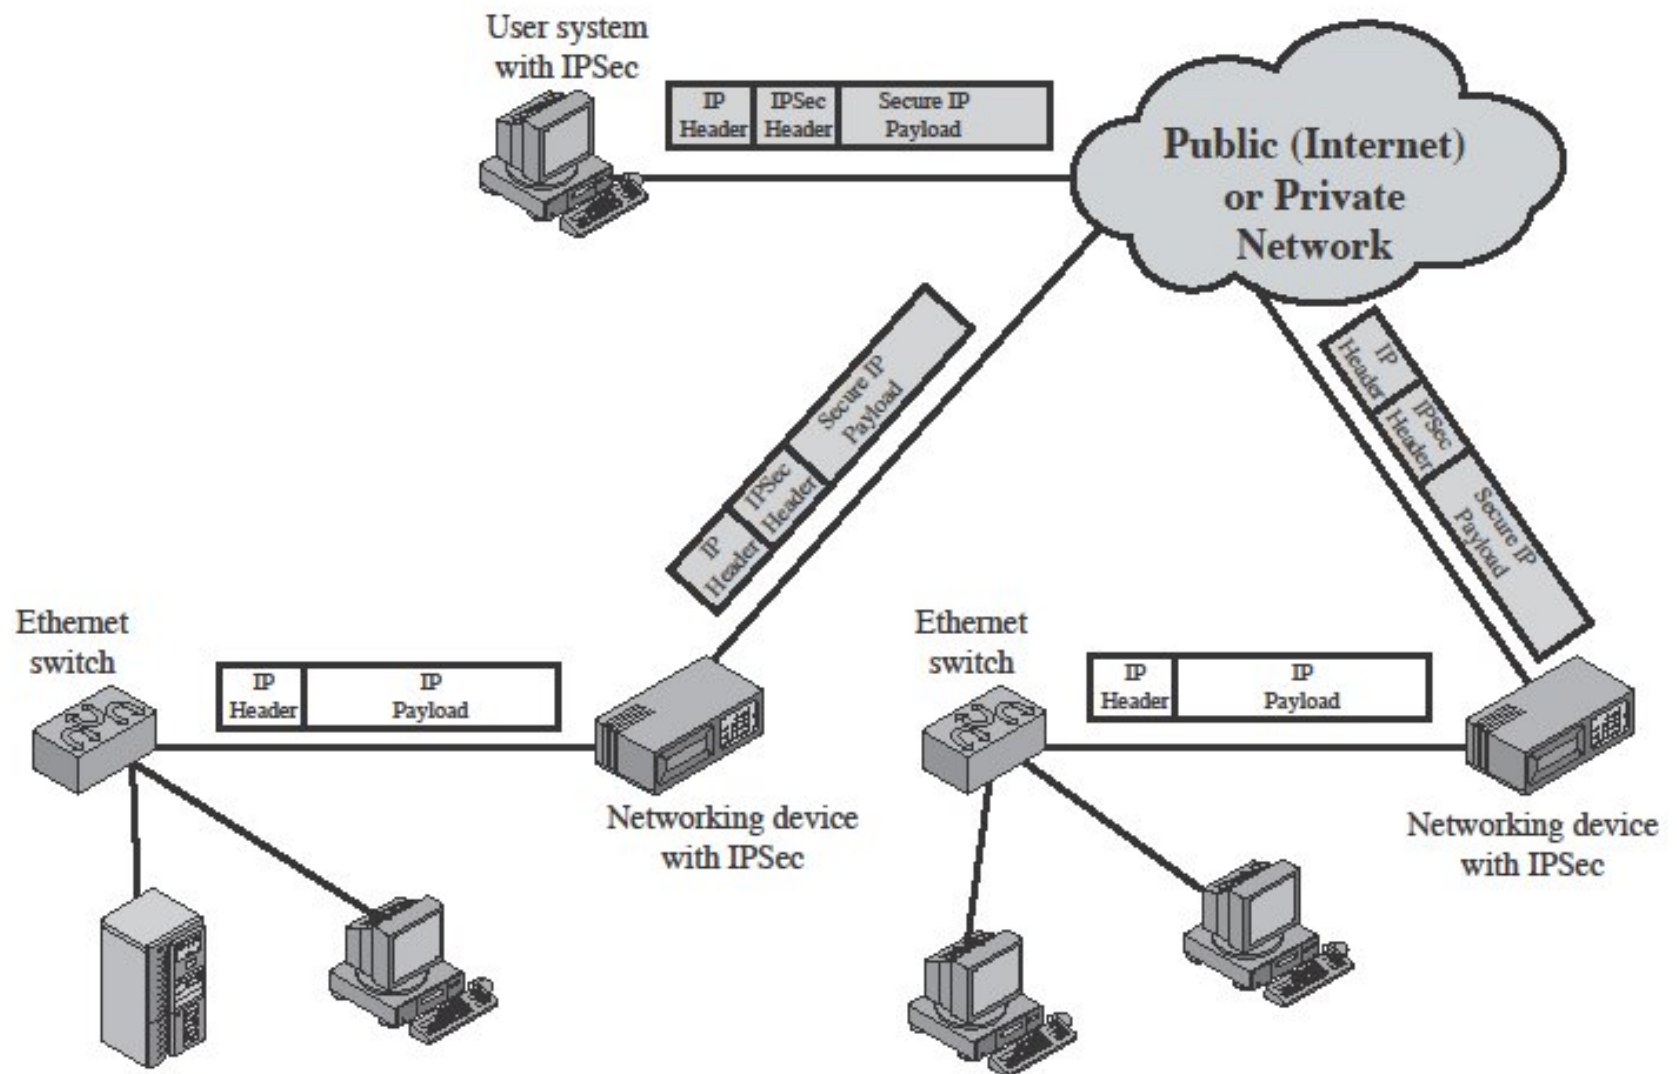 User system
with IPSec
IP
Header
IPSec
Header
Secure IP
Payload
Public (Internet)
or Private
Network
IP
Header
IPSec
Header
Secure IP
Payload
IP
Header
IPSec
Header
Secure IP
Payload
Ethernet
switch
IP
Header
IP
Payload
Networking device
with IPSec
Ethernet
switch
IP
Header
IP
Payload
Networking device
with IPSec